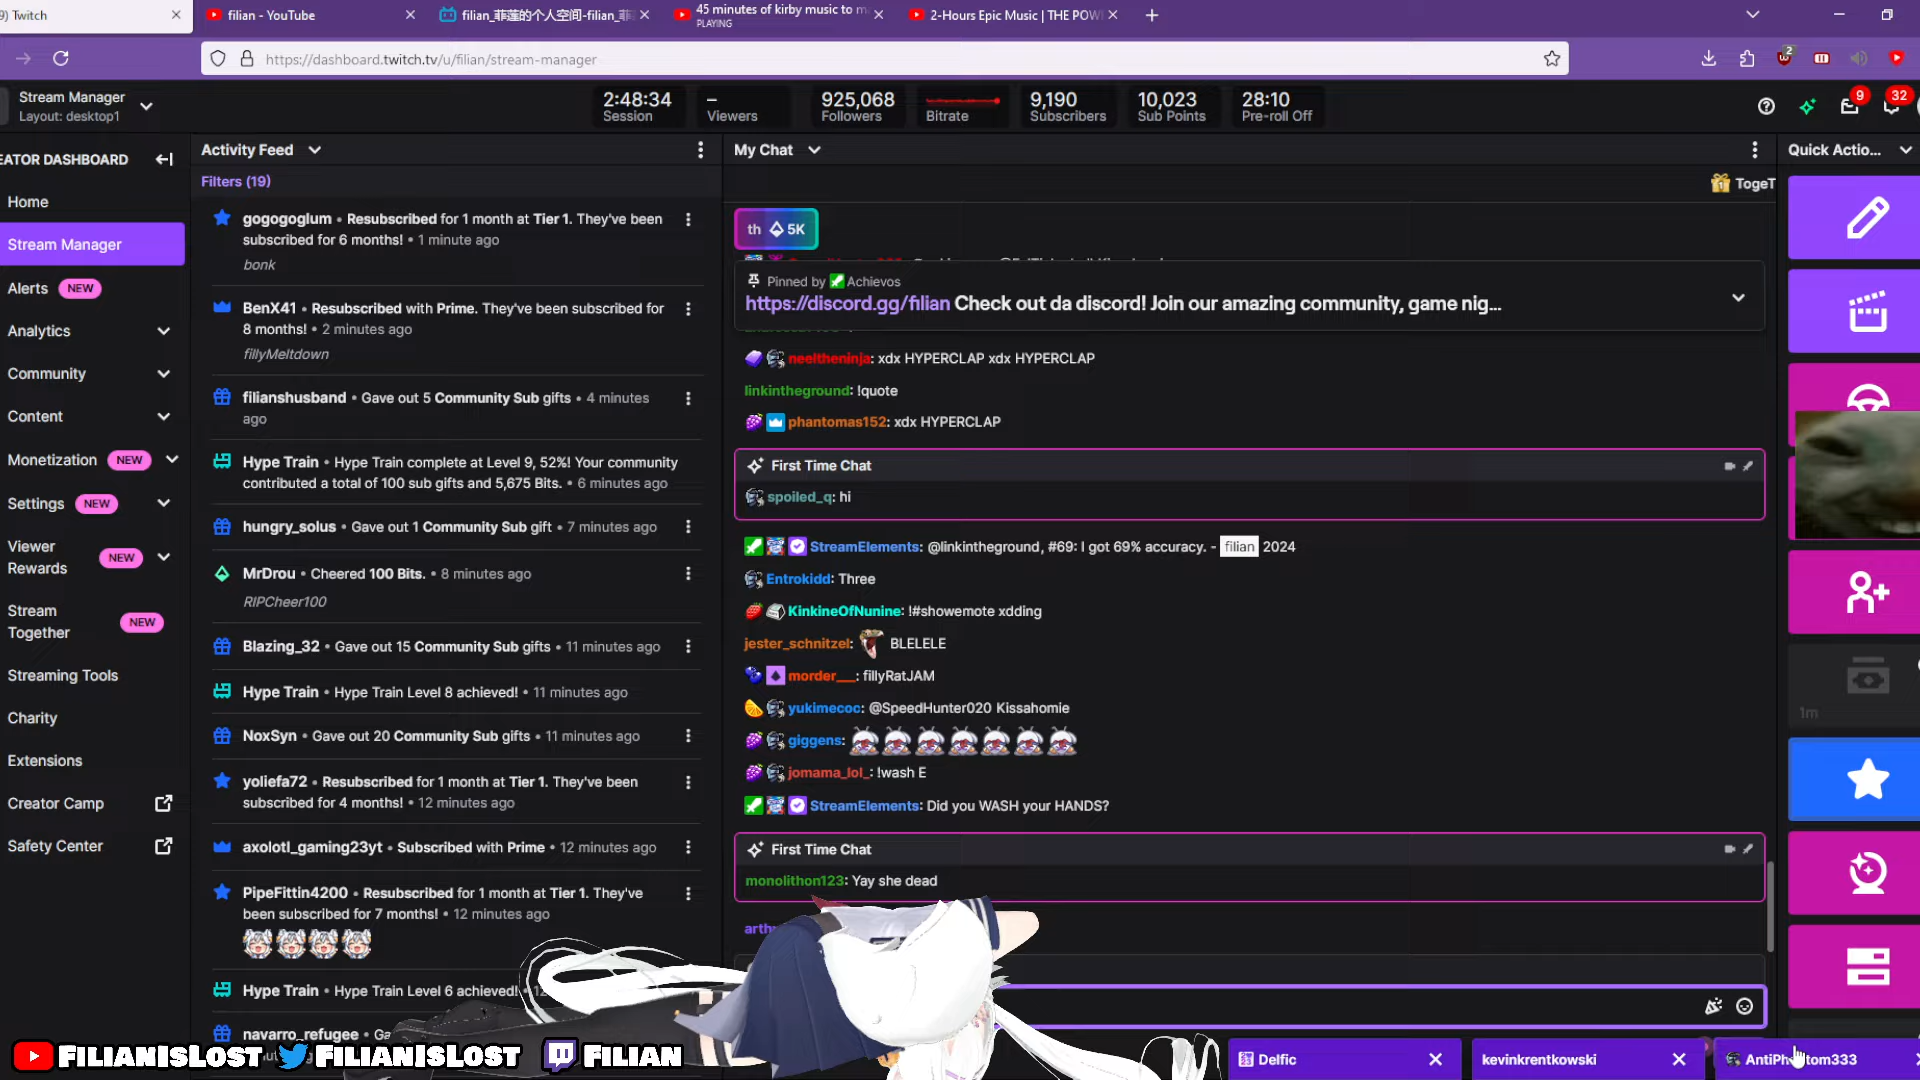 Twitch
filian - YouTube
filian_菲莲的个人空间-filian_菲
45 minutes of kirby music to m
PLAYING
2-Hours Epic Music | THE POW
https://dashboard.twitch.tv/u/filian/stream-manager
2
Stream Manager
Layout: desktop1
2:48:34
Session
–
Viewers
925,068
Followers
Bitrate
9,190
Subscribers
10,023
Sub Points
28:10
Pre-roll Off
9
32
EATOR DASHBOARD
Home
Stream Manager
Alerts NEW
Analytics
Community
Content
Monetization NEW
Settings NEW
Viewer
Rewards NEW
Stream
Together NEW
Streaming Tools
Charity
Extensions
Creator Camp
Safety Center
Activity Feed
Filters (19)
gogogoglum • Resubscribed for 1 month at Tier 1. They've been
subscribed for 6 months! • 1 minute ago
bonk
BenX41 • Resubscribed with Prime. They've been subscribed for
8 months! • 2 minutes ago
fillyMeltdown
filianshusband • Gave out 5 Community Sub gifts • 4 minutes
ago
Hype Train • Hype Train complete at Level 9, 52%! Your community
contributed a total of 100 sub gifts and 5,675 Bits. • 6 minutes ago
hungry_solus • Gave out 1 Community Sub gift • 7 minutes ago
MrDrou • Cheered 100 Bits. • 8 minutes ago
RIPCheer100
Blazing_32 • Gave out 15 Community Sub gifts • 11 minutes ago
Hype Train • Hype Train Level 8 achieved! • 11 minutes ago
NoxSyn • Gave out 20 Community Sub gifts • 11 minutes ago
yoliefa72 • Resubscribed for 1 month at Tier 1. They've been
subscribed for 4 months! • 12 minutes ago
axolotl_gaming23yt • Subscribed with Prime • 12 minutes ago
PipeFittin4200 • Resubscribed for 1 month at Tier 1. They've
been subscribed for 7 months! • 12 minutes ago
Hype Train • Hype Train Level 6 achieved! • 12
navarro_refugee • Ga
My Chat
TogeT
th 5K
Pinned by Achievos
https://discord.gg/filian Check out da discord! Join our amazing community, game nig...
neeltheninja: xdx HYPERCLAP xdx HYPERCLAP
linkintheground: !quote
phantomas152: xdx HYPERCLAP
First Time Chat
spoiled_q: hi
StreamElements: @linkintheground, #69: I got 69% accuracy. - filian 2024
Entrokidd: Three
KinkineOfNunine: !#showemote xdding
jester_schnitzel: BLELELE
morder___: fillyRatJAM
yukimecoc: @SpeedHunter020 Kissahomie
giggens:
jomama_lol_: !wash E
StreamElements: Did you WASH your HANDS?
First Time Chat
monolithon123: Yay she dead
Quick Actio...
1m
FILIANISLOST FILIANISLOST FILIAN
Delfic
kevinkrentkowski